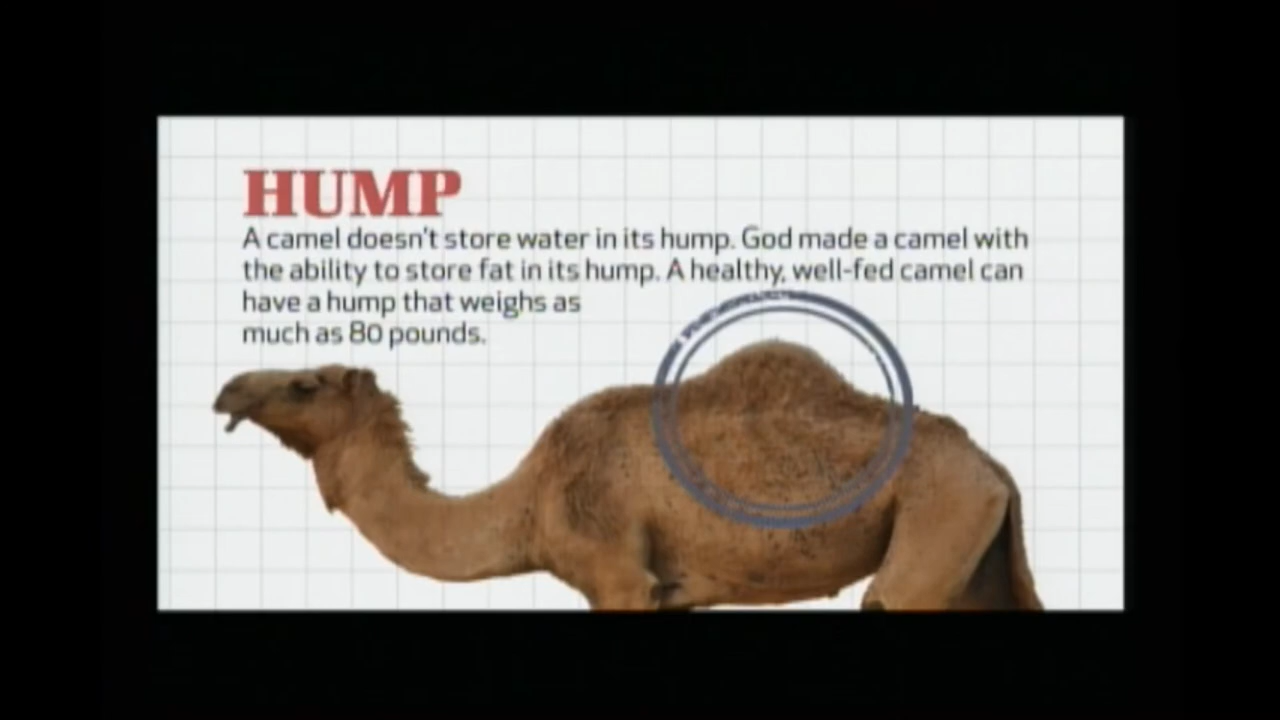 HUMP
A camel doesn't store water in its hump. God made a camel with
the ability to store fat in its hump. A healthy, well-fed camel can
have a hump that weighs as
much as 80 pounds.